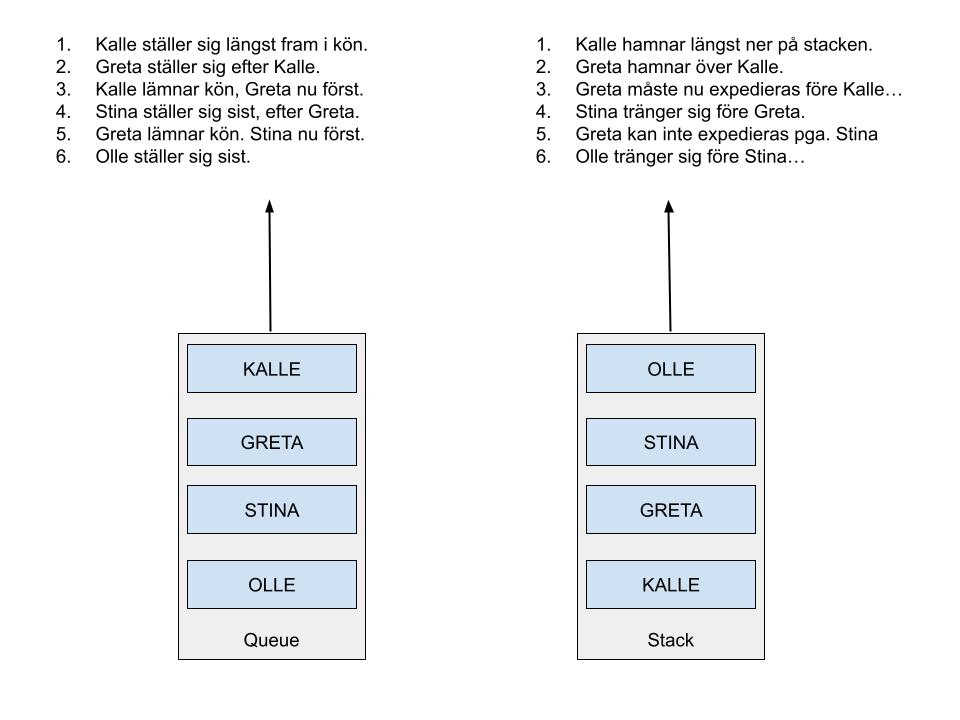 1. Kalle ställer sig längst fram i kön.
2. Greta ställer sig efter Kalle.
3. Kalle lämnar kön, Greta nu först.
4. Stina ställer sig sist, efter Greta.
5. Greta lämnar kön. Stina nu först.
6. Olle ställer sig sist.
1. Kalle hamnar längst ner på stacken.
2. Greta hamnar över Kalle.
3. Greta måste nu expedieras före Kalle…
4. Stina tränger sig före Greta.
5. Greta kan inte expedieras pga. Stina
6. Olle tränger sig före Stina…
KALLE
GRETA
STINA
OLLE
Queue
OLLE
STINA
GRETA
KALLE
Stack